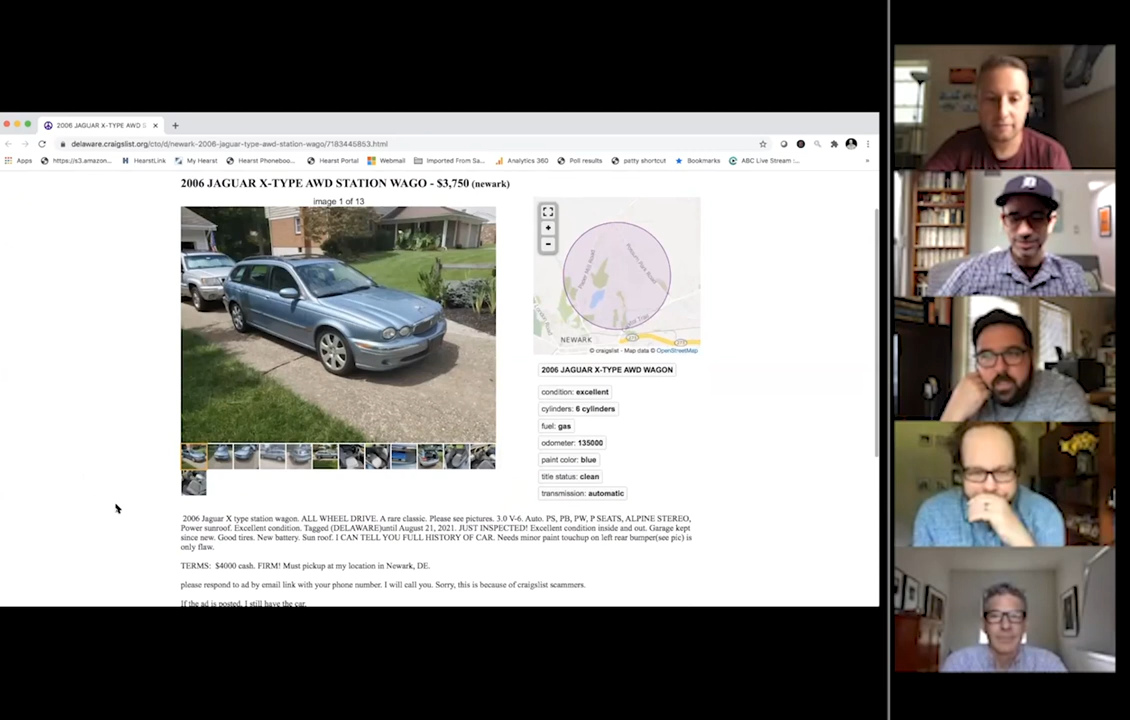 2006 JAGUAR X-TYPE AWD S
delaware.craigslist.org/cto/d/newark-2006-jaguar-type-awd-station-wago/7183445853.html
Apps https://s3.amazon... HearstLink My Hearst Hearst Phoneboo... Hearst Portal Webmail Imported From Sa... Analytics 360 Poll results patty shortcut Bookmarks ABC Live Stream :... »
2006 JAGUAR X-TYPE AWD STATION WAGO - $3,750 (newark)
image 1 of 13
+
−
NEWARK
© craigslist - Map data © OpenStreetMap
2006 JAGUAR X-TYPE AWD WAGON
condition: excellent
cylinders: 6 cylinders
fuel: gas
odometer: 135000
paint color: blue
title status: clean
transmission: automatic
2006 Jaguar X type station wagon. ALL WHEEL DRIVE. A rare classic. Please see pictures. 3.0 V-6. Auto. PS, PB, PW, P SEATS, ALPINE STEREO,
Power sunroof. Excellent condition. Tagged (DELAWARE)until August 21, 2021. JUST INSPECTED! Excellent condition inside and out. Garage kept
since new. Good tires. New battery. Sun roof. I CAN TELL YOU FULL HISTORY OF CAR. Needs minor paint touchup on left rear bumper(see pic) is
only flaw.
TERMS: $4000 cash. FIRM! Must pickup at my location in Newark, DE.
please respond to ad by email link with your phone number. I will call you. Sorry, this is because of craigslist scammers.
If the ad is posted, I still have the car.